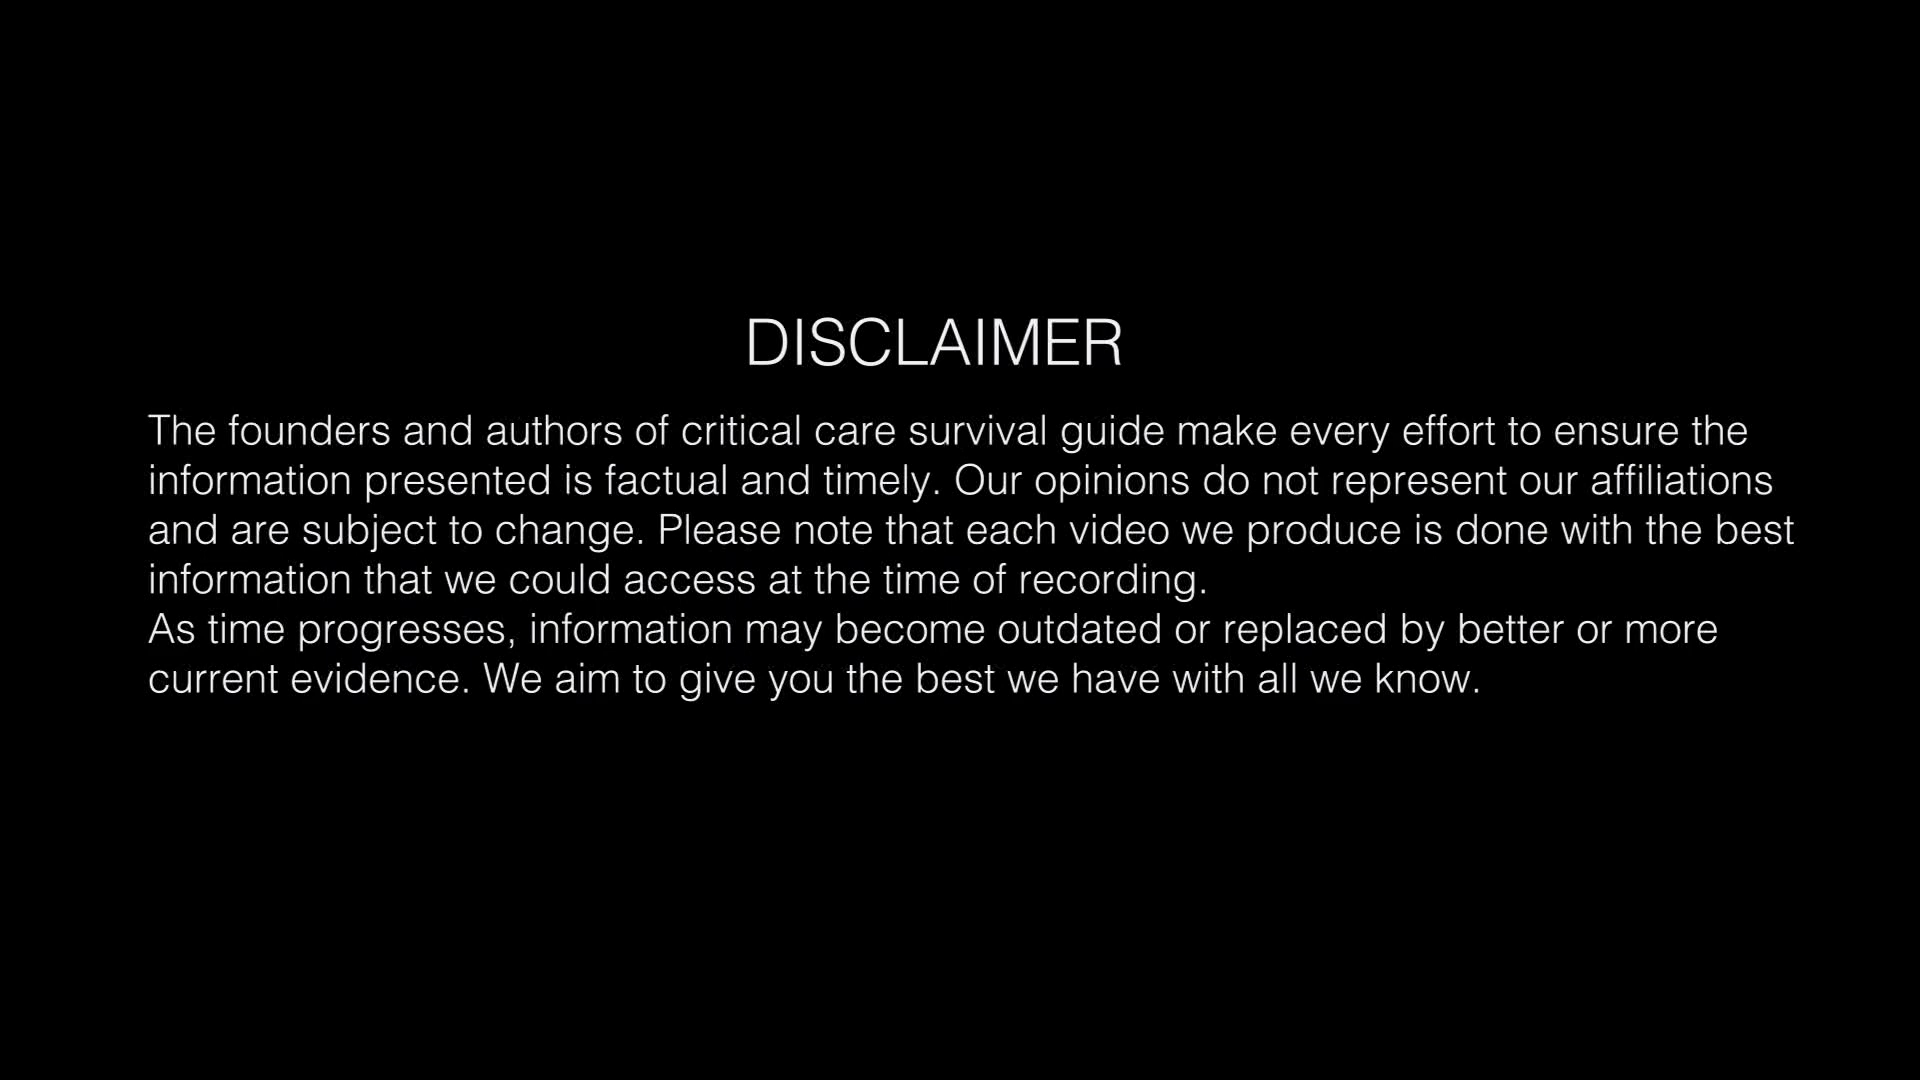 DISCLAIMER
The founders and authors of critical care survival guide make every effort to ensure the
information presented is factual and timely. Our opinions do not represent our affiliations
and are subject to change. Please note that each video we produce is done with the best
information that we could access at the time of recording.
As time progresses, information may become outdated or replaced by better or more
current evidence. We aim to give you the best we have with all we know.